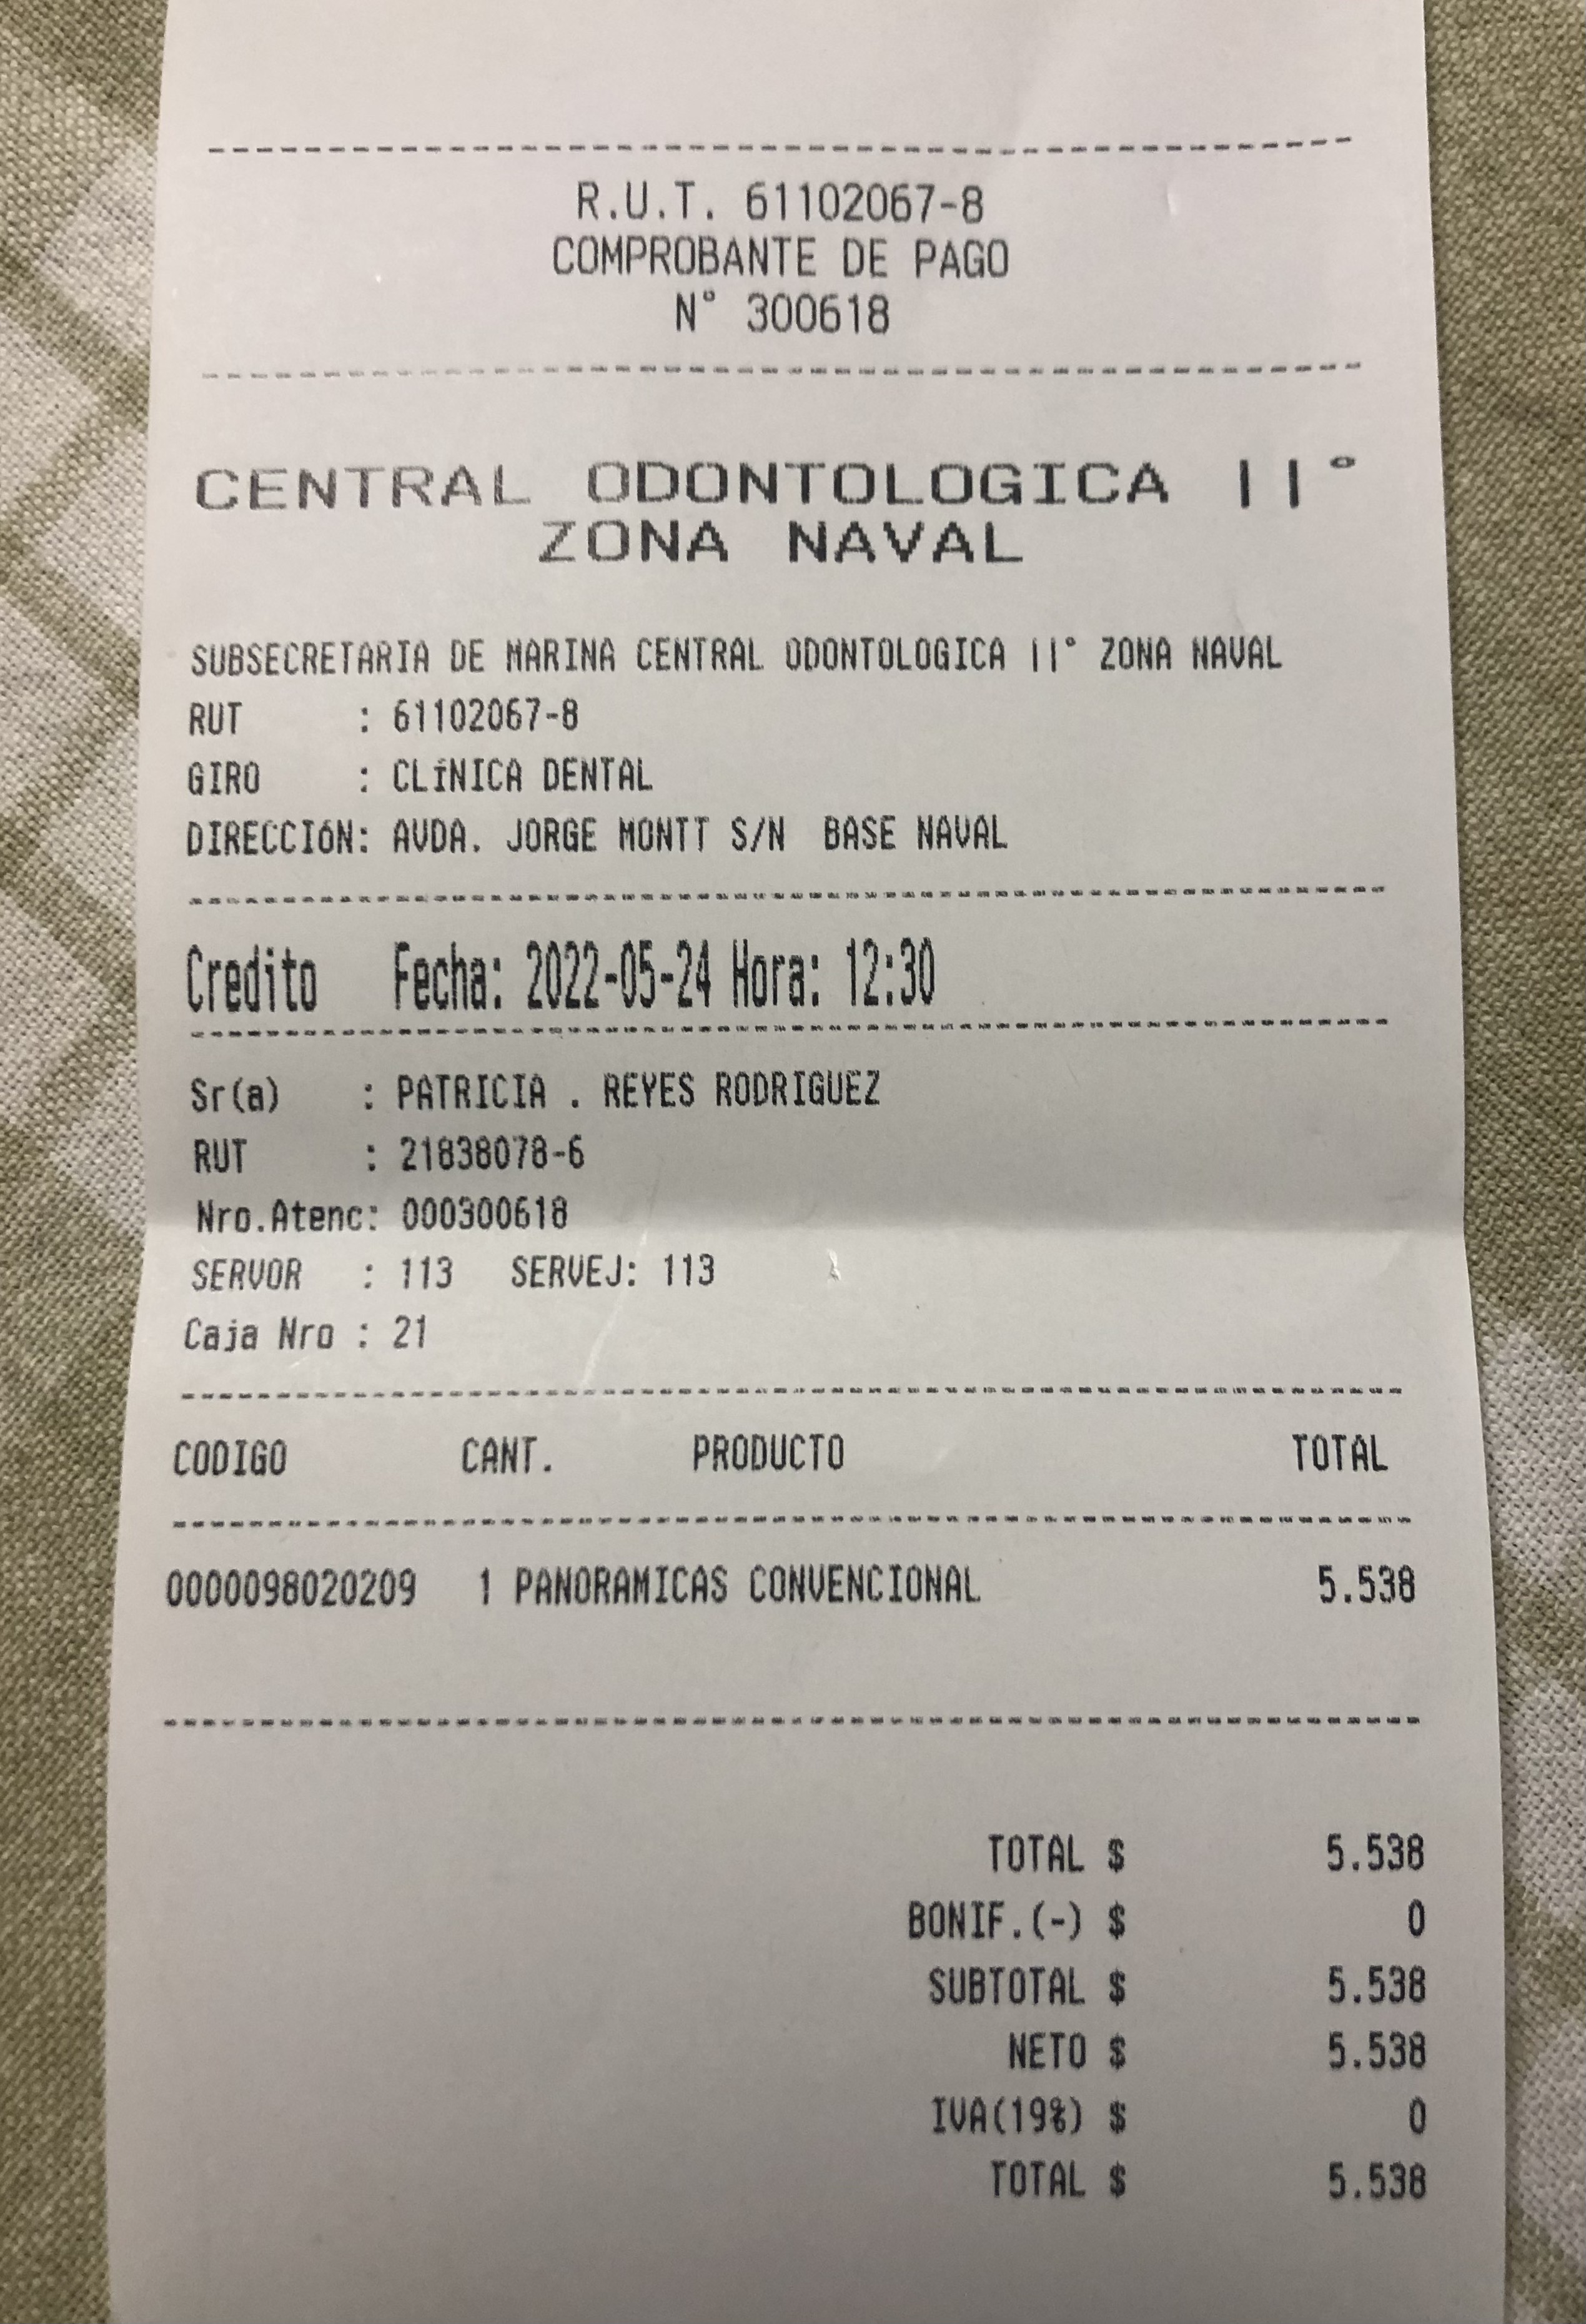 R.U.T. 61102067-8
COMPROBANTE DE PAGO
N° 300618
CENTRAL ODONTOLOGICA II°
ZONA NAVAL
SUBSECRETARIA DE MARINA CENTRAL ODONTOLOGICA II° ZONA NAVAL
RUT : 61102067-8
GIRO : CLíNICA DENTAL
DIRECCIóN: AVDA. JORGE MONTT S/N BASE NAVAL
Credito Fecha: 2022-05-24 Hora: 12:30
Sr(a) : PATRICIA . REYES RODRIGUEZ
RUT : 21838078-6
Nro.Atenc: 000300618
SERVOR : 113 SERVEJ: 113
Caja Nro : 21
CODIGO CANT. PRODUCTO TOTAL
0000098020209 1 PANORAMICAS CONVENCIONAL 5.538
TOTAL $ 5.538
BONIF.(-) $ 0
SUBTOTAL $ 5.538
NETO $ 5.538
IVA(19%) $ 0
TOTAL $ 5.538